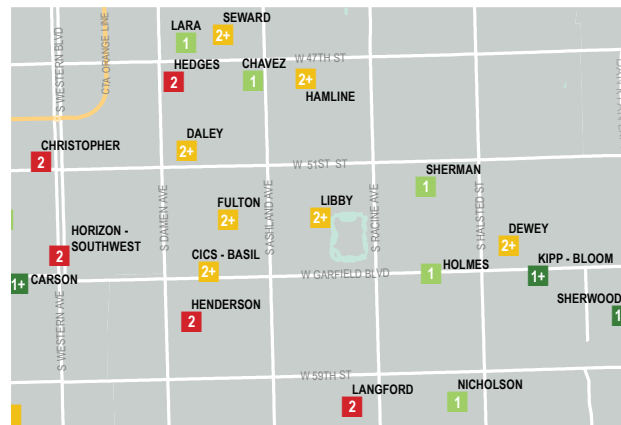 SEWARD
2+
LARA
1
S WESTERN BLVD
CTA ORANGE LINE
W 47TH ST
HEDGES
2
CHAVEZ
1
2+
HAMLINE
DALEY
2+
CHRISTOPHER
2
W 51ST ST
SHERMAN
1
S DAMEN AVE
S ASHLAND AVE
S RACINE AVE
S HALSTED ST
FULTON
2+
LIBBY
2+
HORIZON -
SOUTHWEST
2
DEWEY
2+
CICS - BASIL
2+
W GARFIELD BLVD
HOLMES
1
KIPP - BLOOM
1+
CARSON
1+
SHERWOOD
1
HENDERSON
2
S WESTERN AVE
W 59TH ST
LANGFORD
2
NICHOLSON
1